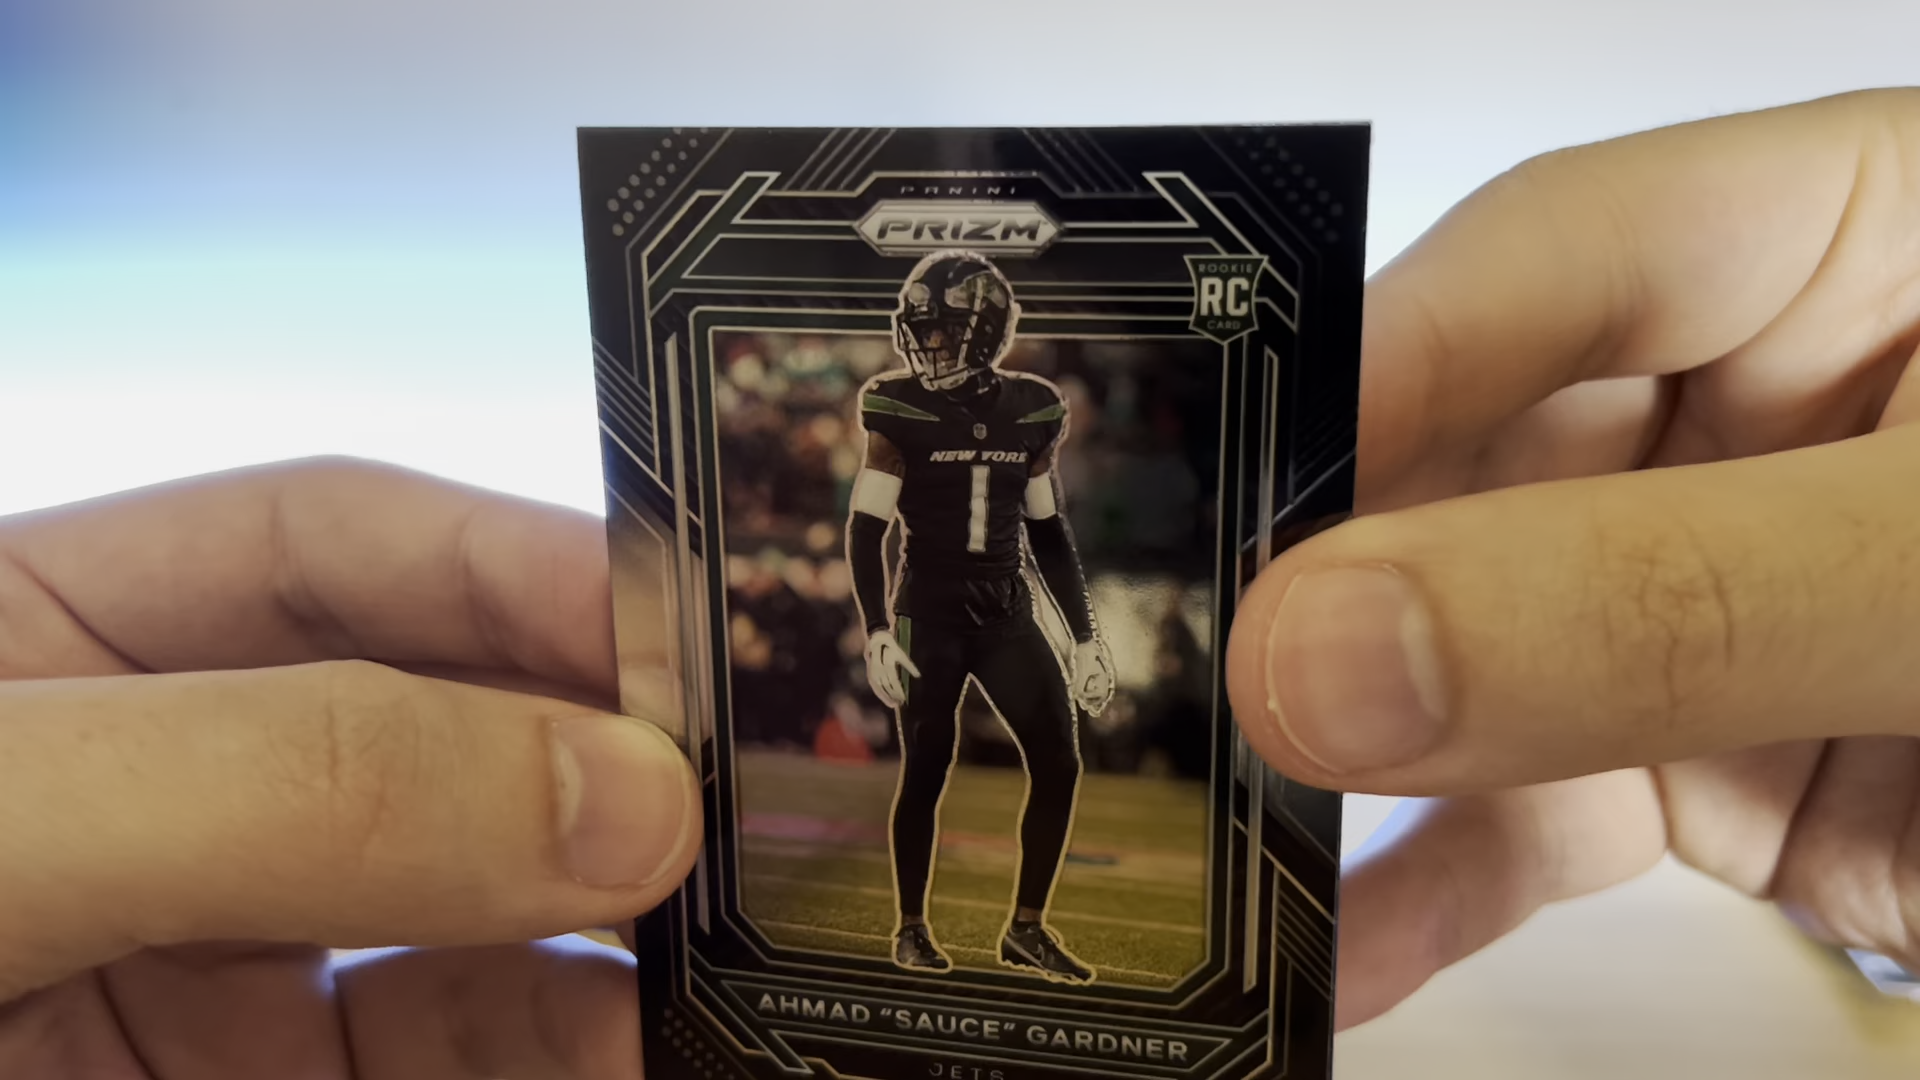 PANINI
PRIZM
ROOKIE
RC
CARD
NEW YORK
1
AHMAD "SAUCE" GARDNER
JETS